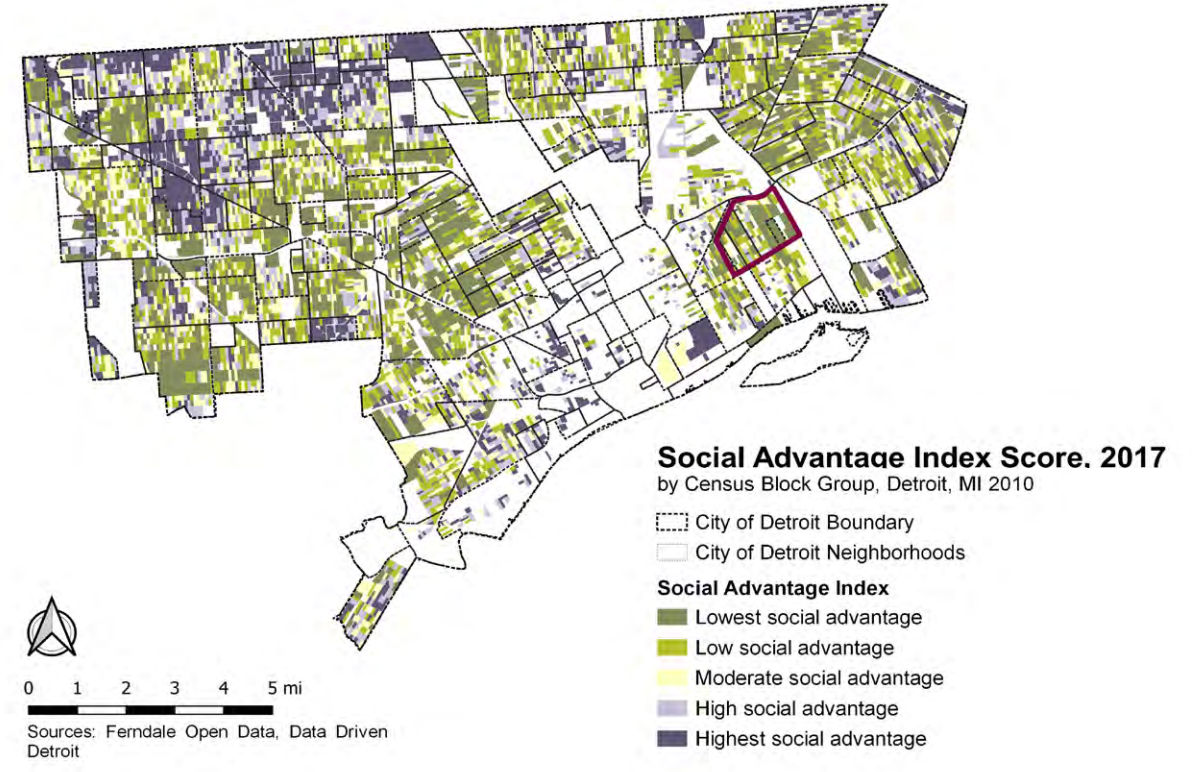 Social Advantage Index Score, 2017
by Census Block Group, Detroit, MI 2010
City of Detroit Boundary
City of Detroit Neighborhoods
Social Advantage Index
Lowest social advantage
Low social advantage
Moderate social advantage
High social advantage
Highest social advantage
0 1 2 3 4 5 mi
Sources: Ferndale Open Data, Data Driven
Detroit